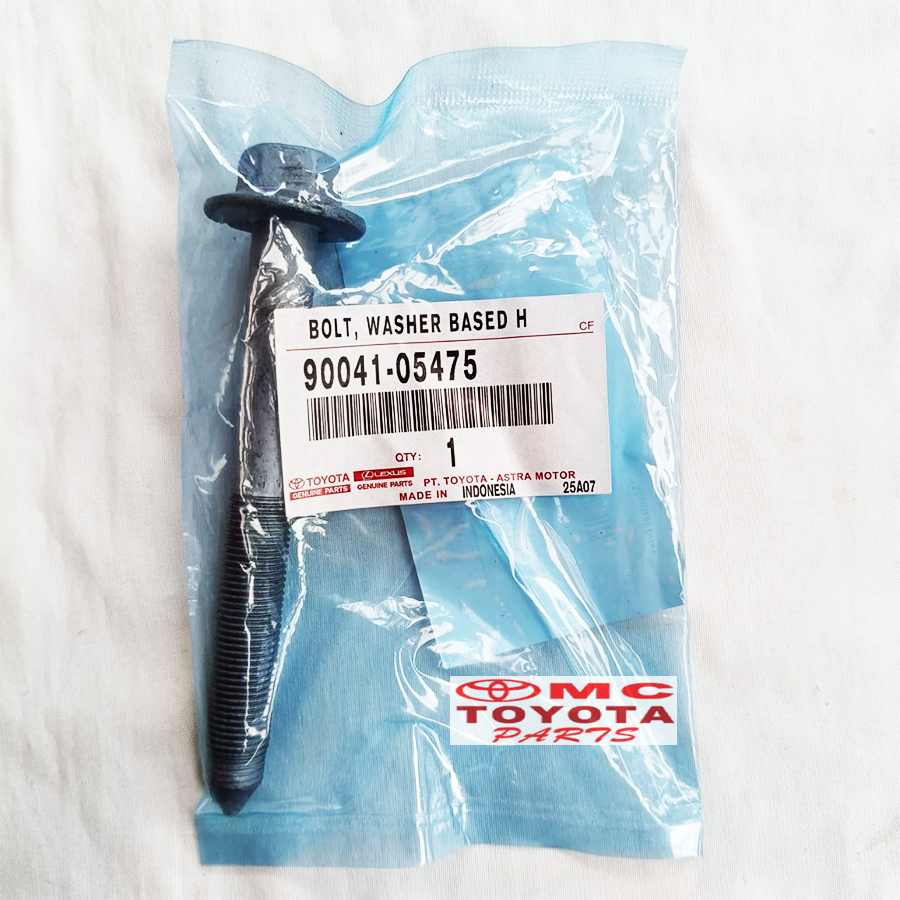 BOLT, WASHER BASED H
CF
90041-05475
QTY: 1
TOYOTA
GENUINE PARTS
LEXUS
GENUINE PARTS
PT. TOYOTA - ASTRA MOTOR
MADE IN INDONESIA 25A07
MC
TOYOTA
PARTS